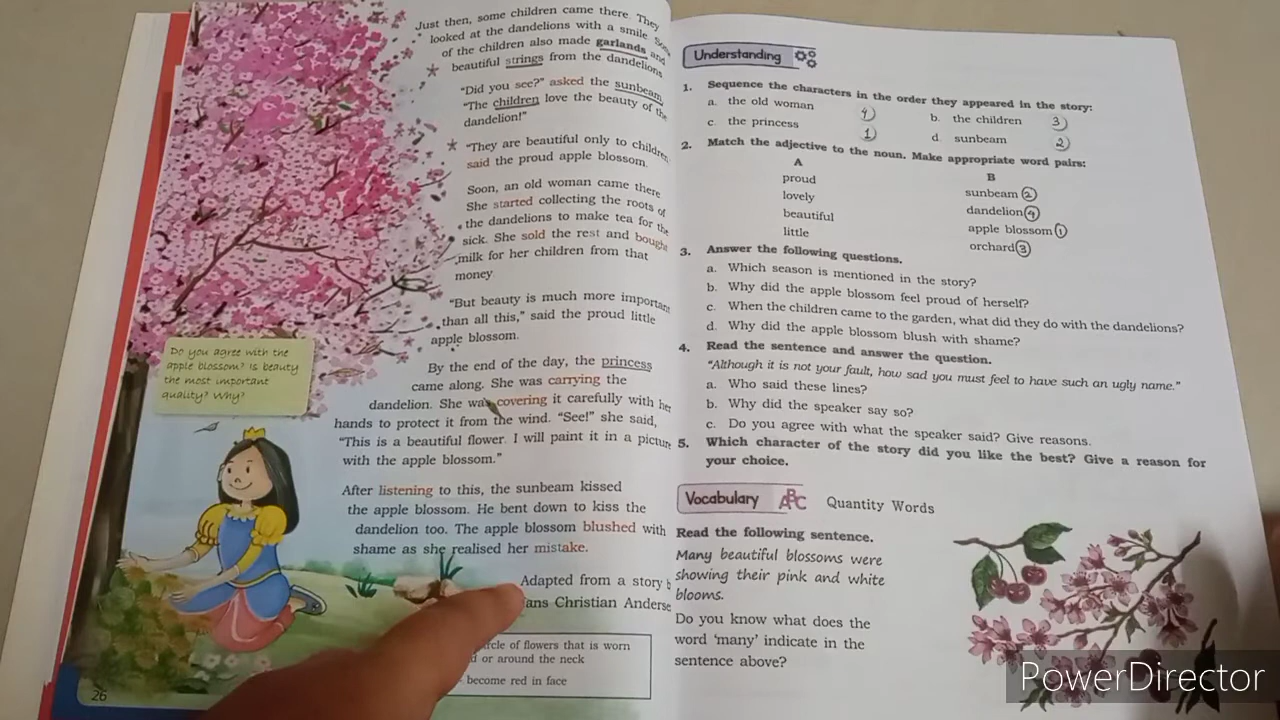 Just then, some children came there. They
looked at the dandelions with a smile.
of the children also made garlands and
* beautiful strings from the dandelions
"Did you see?" asked the sunbeam.
"The children love the beauty of the
dandelion!"
* "They are beautiful only to children
said the proud apple blossom.
Soon, an old woman came there
She started collecting the roots of
the dandelions to make tea for the
sick. She sold the rest and bought
milk for her children from that
money
"But beauty is much more important
than all this," said the proud little
apple blossom.
By the end of the day, the princess
came along. She was carrying the
dandelion. She was covering it carefully with her
hands to protect it from the wind. "See!" she said,
"This is a beautiful flower. I will paint it in a picture
with the apple blossom."
After listening to this, the sunbeam kissed
the apple blossom. He bent down to kiss the
dandelion too. The apple blossom blushed with
shame as she realised her mistake.
Adapted from a story
Christian
of flowers that is worn
or around the neck
become red in face
Do you agree with the
apple blossom? Is beauty
the most important
quality? Why?
26
Understanding
1. Sequence the characters in the order they appeared in the story:
a. the old woman 4 b. the children 3
c. the princess 1 d. sunbeam 2
2. Match the adjective to the noun. Make appropriate word pairs:
A B
proud sunbeam 2
lovely dandelion 4
beautiful apple blossom 1
little orchard 3
3. Answer the following questions.
a. Which season is mentioned in the story?
b. Why did the apple blossom feel proud of herself?
c. When the children came to the garden, what did they do with the dandelions?
d. Why did the apple blossom blush with shame?
4. Read the sentence and answer the question.
"Although it is not your fault, how sad you must feel to have such an ugly name."
a. Who said these lines?
b. Why did the speaker say so?
c. Do you agree with what the speaker said? Give reasons.
5. Which character of the story did you like the best? Give a reason for
your choice.
Vocabulary ABC Quantity Words
Read the following sentence.
Many beautiful blossoms were
showing their pink and white
blooms.
Do you know what does the
word 'many' indicate in the
sentence above?
PowerDirector